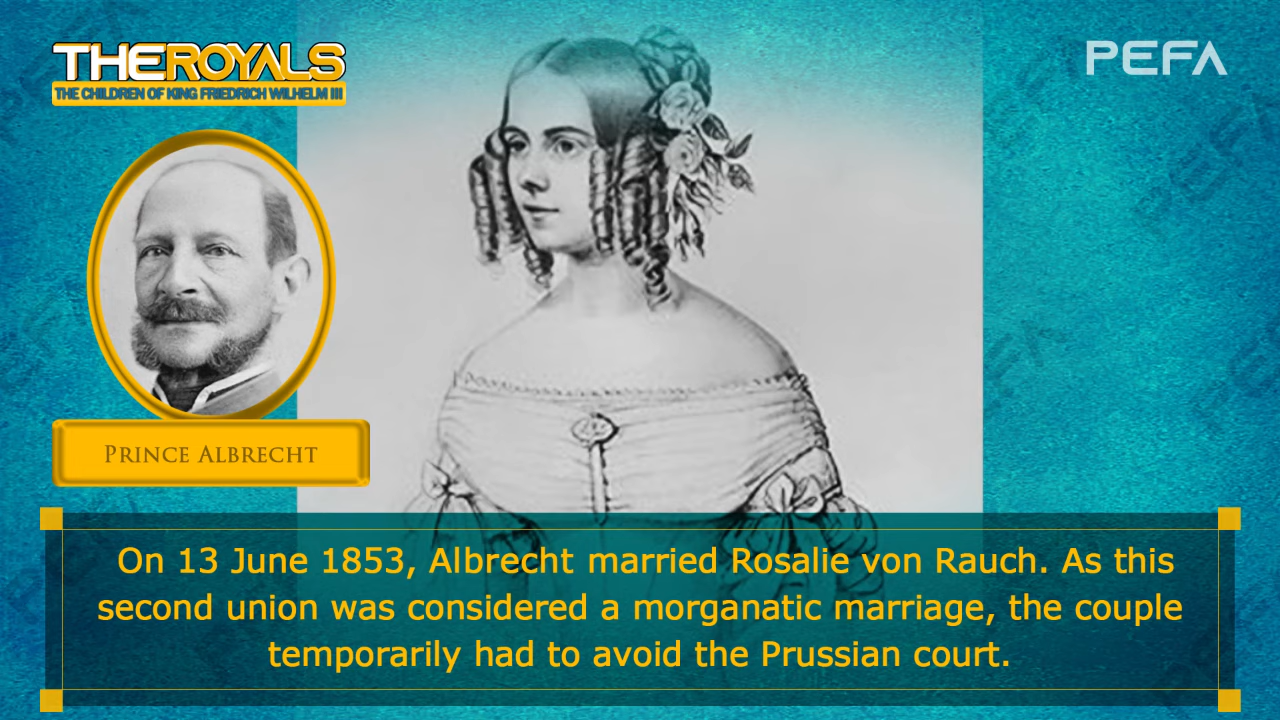 THEROYALS
THE CHILDREN OF KING FRIEDRICH WILHELM III
PEFA
PRINCE ALBRECHT
On 13 June 1853, Albrecht married Rosalie von Rauch. As this
second union was considered a morganatic marriage, the couple
temporarily had to avoid the Prussian court.